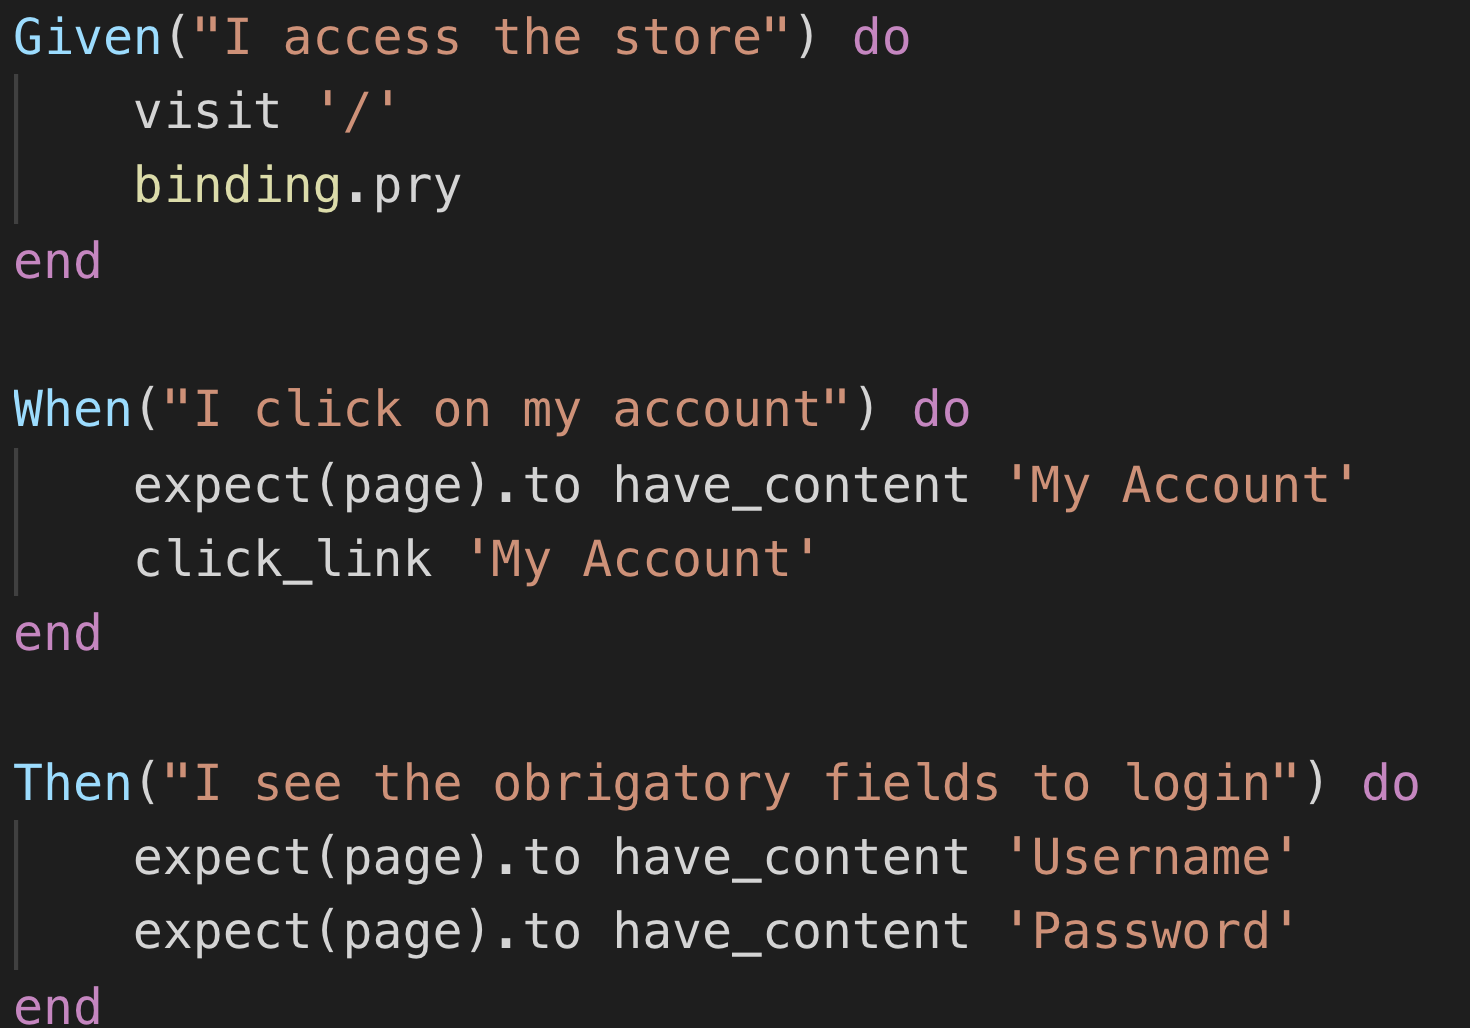 Given("I access the store") do
    visit '/'
    binding.pry
end
When("I click on my account") do
    expect(page).to have_content 'My Account'
    click_link 'My Account'
end
Then("I see the obrigatory fields to login") do
    expect(page).to have_content 'Username'
    expect(page).to have_content 'Password'
end